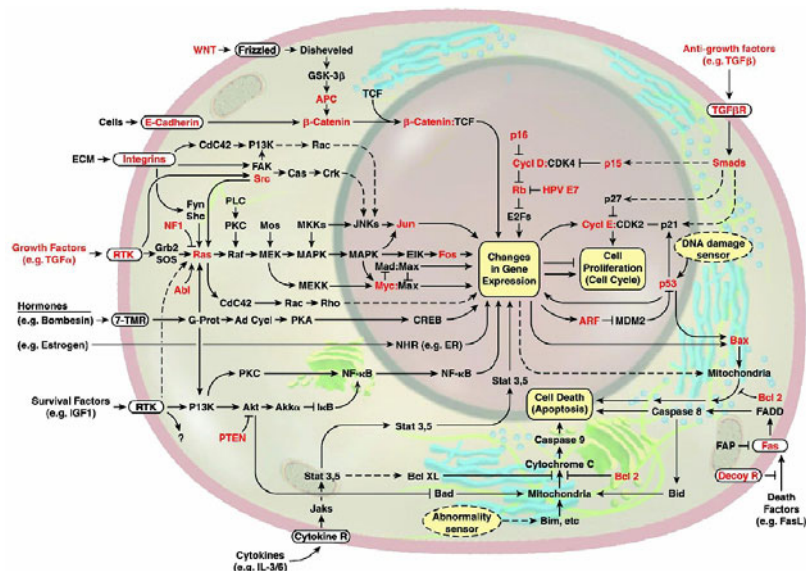 WNT Frizzled Disheveled
Anti-growth factors
(e.g. TGFβ)
GSK-3β
APC TCF
TGFβR
Cells E-Cadherin β-Catenin β-Catenin:TCF
p16
CdC42 P13K Rac
Cycl D:CDK4 p15 Smads
ECM Integrins
FAK
Src Cas Crk
Rb HPV E7
p27
Fyn PLC
She
E2Fs
NF1
MKKs JNKs Jun
Cycl E:CDK2 p21
PKC Mos
DNA damage
sensor
Growth Factors
(e.g. TGFα)
RTK Grb2
SOS
Ras Raf MEK MAPK MAPK ElK Fos
Changes
in Gene
Expression
Cell
Proliferation
(Cell Cycle)
Mad:Max
MEKK Myc:Max
p53
Abl
CdC42 Rac Rho
Hormones
(e.g. Bombesin)
7-TMR G-Prot Ad Cycl PKA CREB
ARF MDM2
(e.g. Estrogen) NHR (e.g. ER)
Bax
Mitochondria
PKC NF-κB NF-κB
Stat 3,5
Cell Death
(Apoptosis)
Bcl 2
Survival Factors
(e.g. IGF1)
RTK P13K Akt Akkα IκB
Caspase 8 FADD
?
PTEN
Stat 3,5
Caspase 9
FAP Fas
Cytochrome C
Stat 3,5 Bcl XL Bcl 2
Decoy R
Bad Mitochondria Bid
Death
Factors
(e.g. FasL)
Jaks
Abnormality
sensor
Bim, etc
Cytokine R
Cytokines
(e.g. IL-3/6)